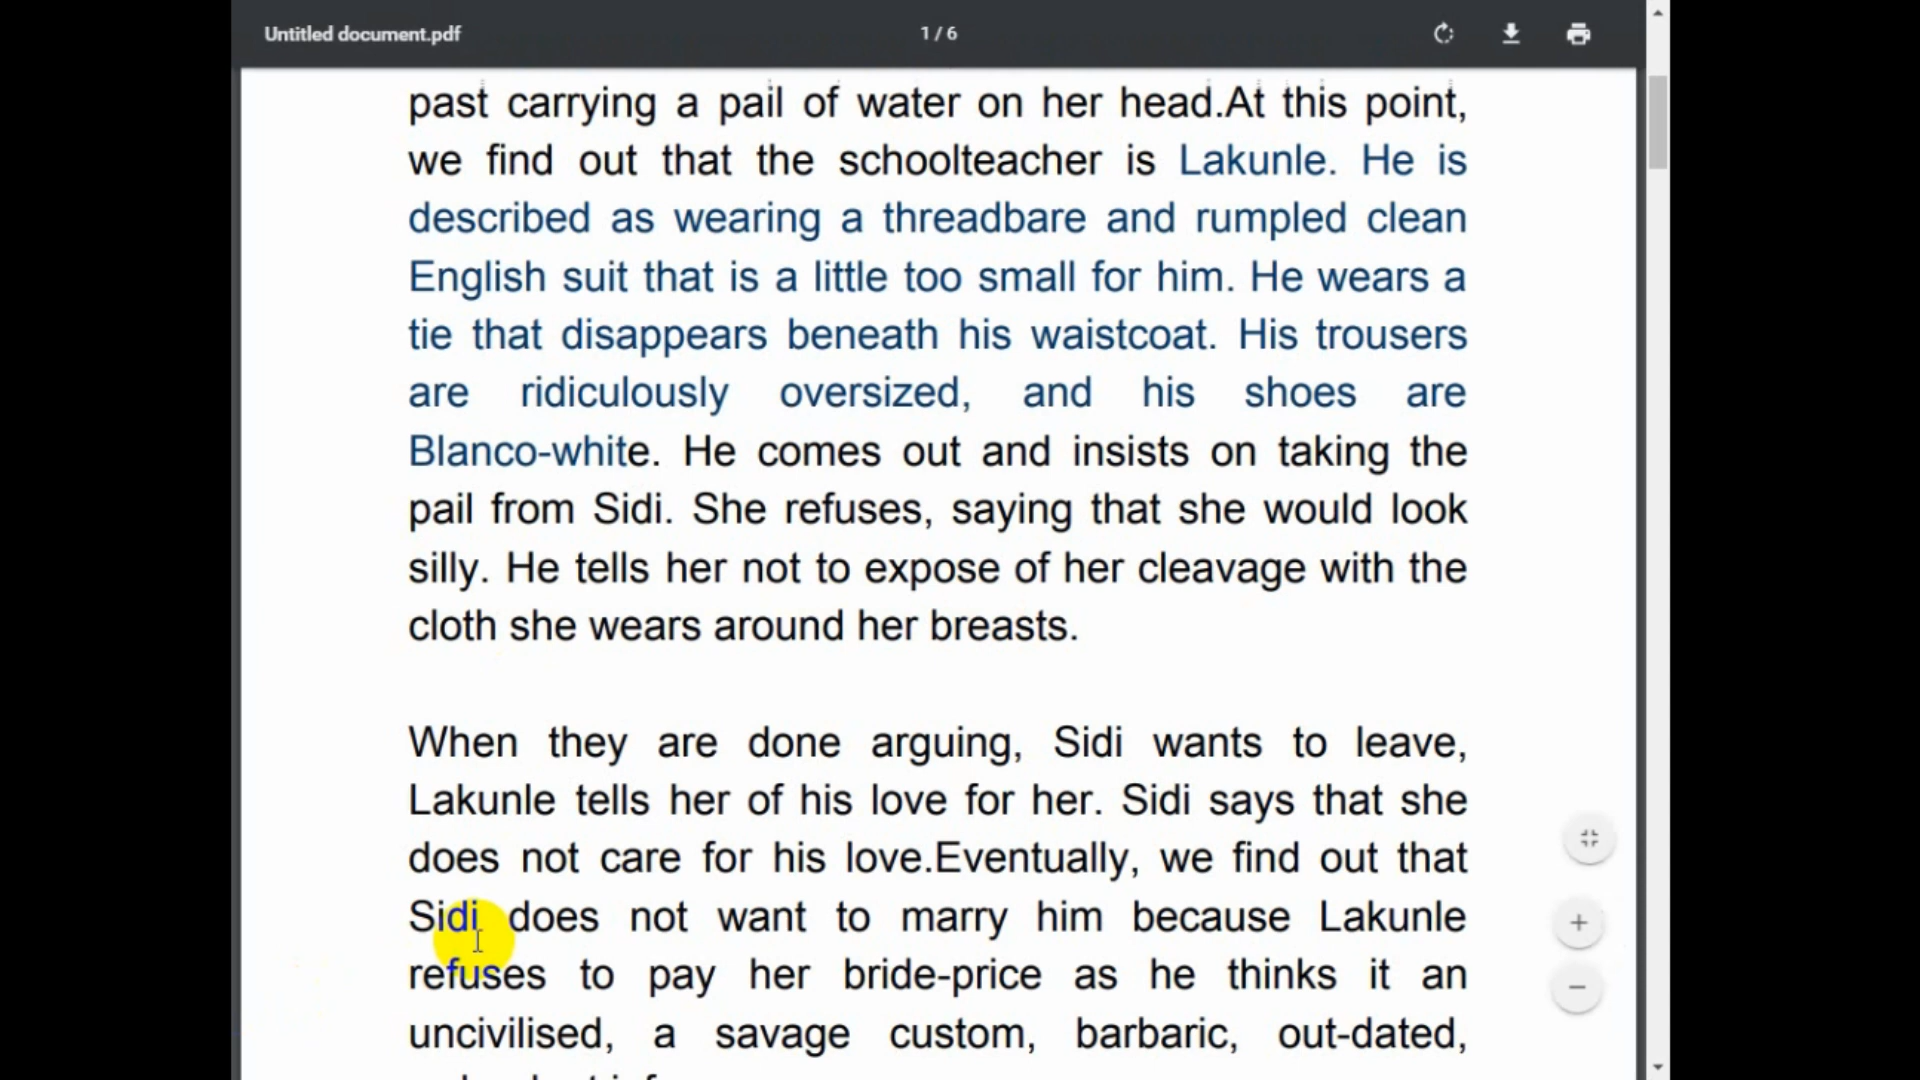 Untitled document.pdf
1 / 6
past carrying a pail of water on her head.At this point,
we find out that the schoolteacher is Lakunle. He is
described as wearing a threadbare and rumpled clean
English suit that is a little too small for him. He wears a
tie that disappears beneath his waistcoat. His trousers
are ridiculously oversized, and his shoes are
Blanco-white. He comes out and insists on taking the
pail from Sidi. She refuses, saying that she would look
silly. He tells her not to expose of her cleavage with the
cloth she wears around her breasts.
When they are done arguing, Sidi wants to leave,
Lakunle tells her of his love for her. Sidi says that she
does not care for his love.Eventually, we find out that
Sidi does not want to marry him because Lakunle
refuses to pay her bride-price as he thinks it an
uncivilised, a savage custom, barbaric, out-dated,